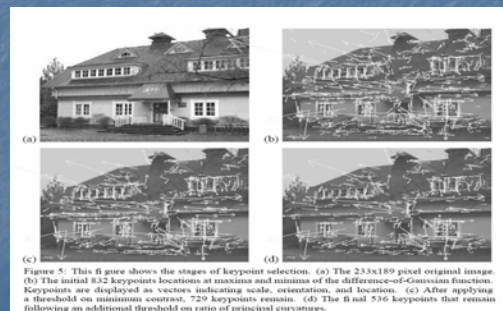 (a)
(b)
(c)
(d)
Figure 5: This figure shows the stages of keypoint selection. (a) The 233x189 pixel original image.
(b) The initial 832 keypoints locations at maxima and minima of the difference-of-Gaussian function.
Keypoints are displayed as vectors indicating scale, orientation, and location. (c) After applying
a threshold on minimum contrast, 729 keypoints remain. (d) The final 536 keypoints that remain
following an additional threshold on ratio of principal curvatures.